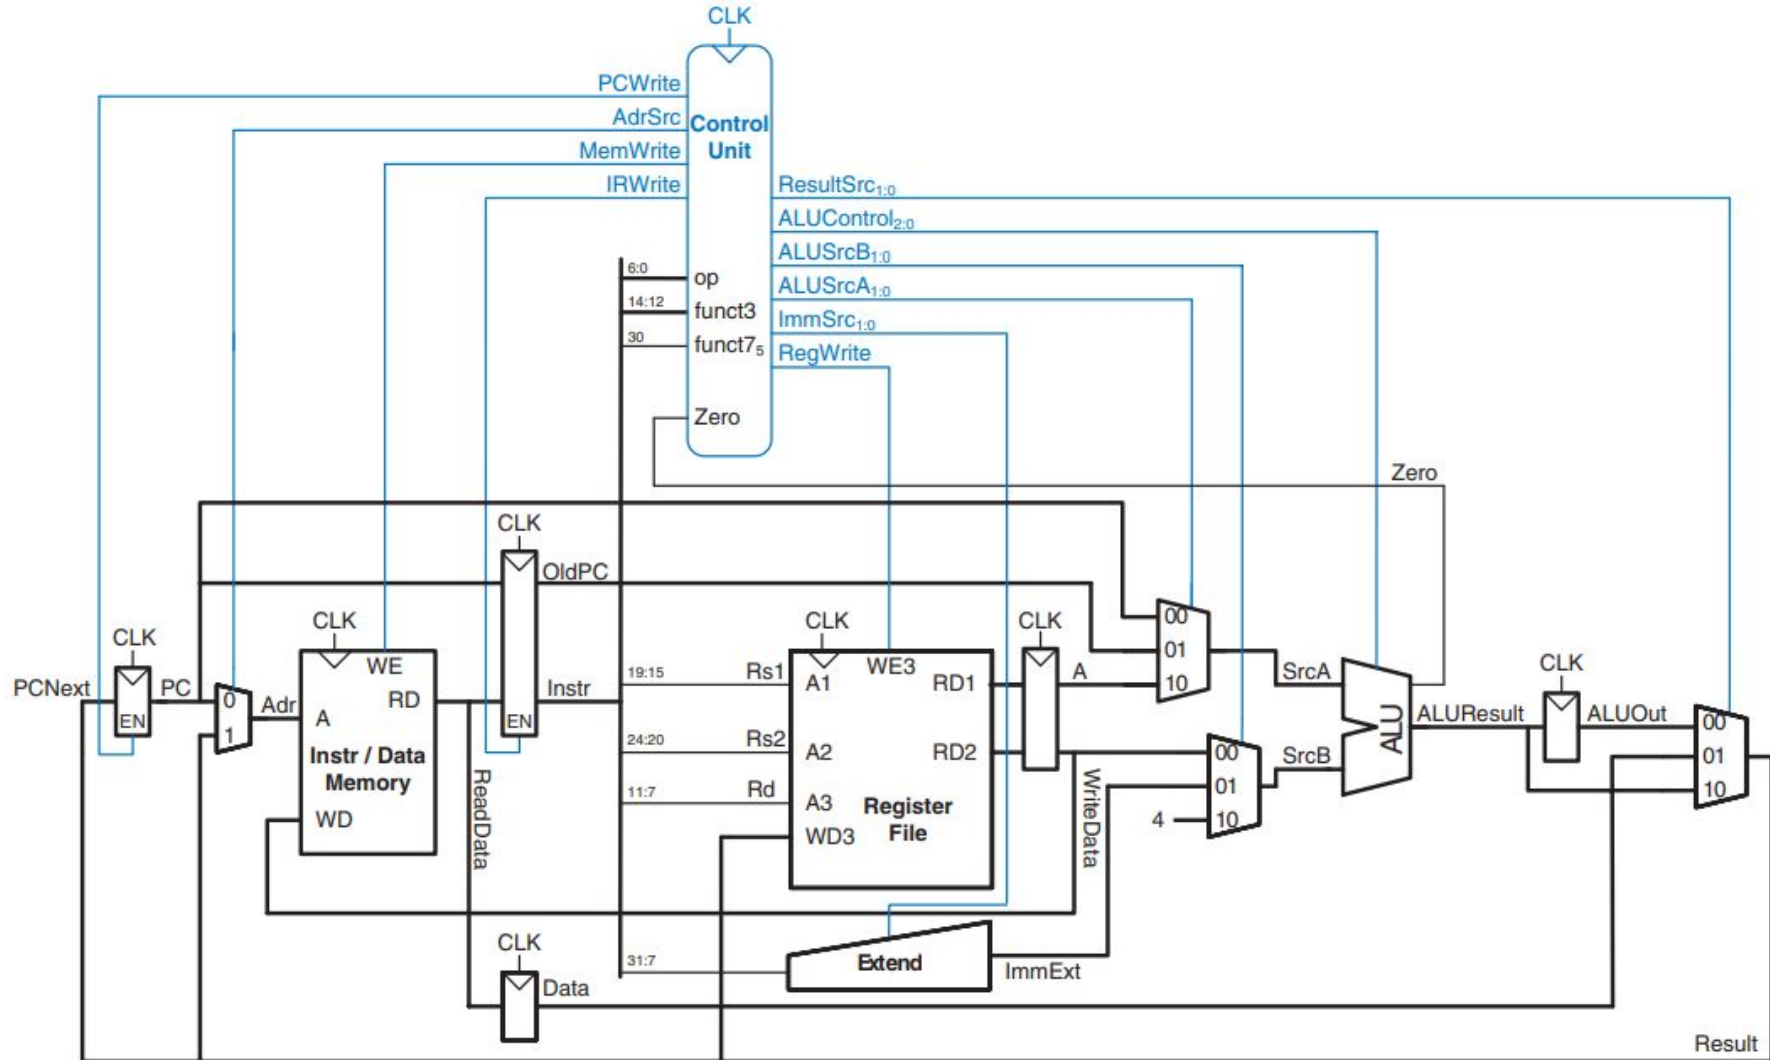 CLK
PCWrite
AdrSrc
MemWrite
IRWrite
Control
Unit
ResultSrc1:0
ALUControl2:0
ALUSrcB1:0
ALUSrcA1:0
ImmSrc1:0
RegWrite
6:0 op
14:12 funct3
30 funct75
Zero
Zero
CLK
OldPC
CLK
PCNext
EN
PC
0
1
Adr
CLK
WE
A
RD
Instr / Data
Memory
WD
EN
Instr
ReadData
19:15 Rs1
24:20 Rs2
11:7 Rd
31:7
CLK
WE3
A1
RD1
A2
RD2
A3
WD3
Register
File
CLK
A
WriteData
00
01
10
SrcA
00
01
4
10
SrcB
ALU
ALUResult
CLK
ALUOut
00
01
10
Extend
ImmExt
CLK
Data
Result